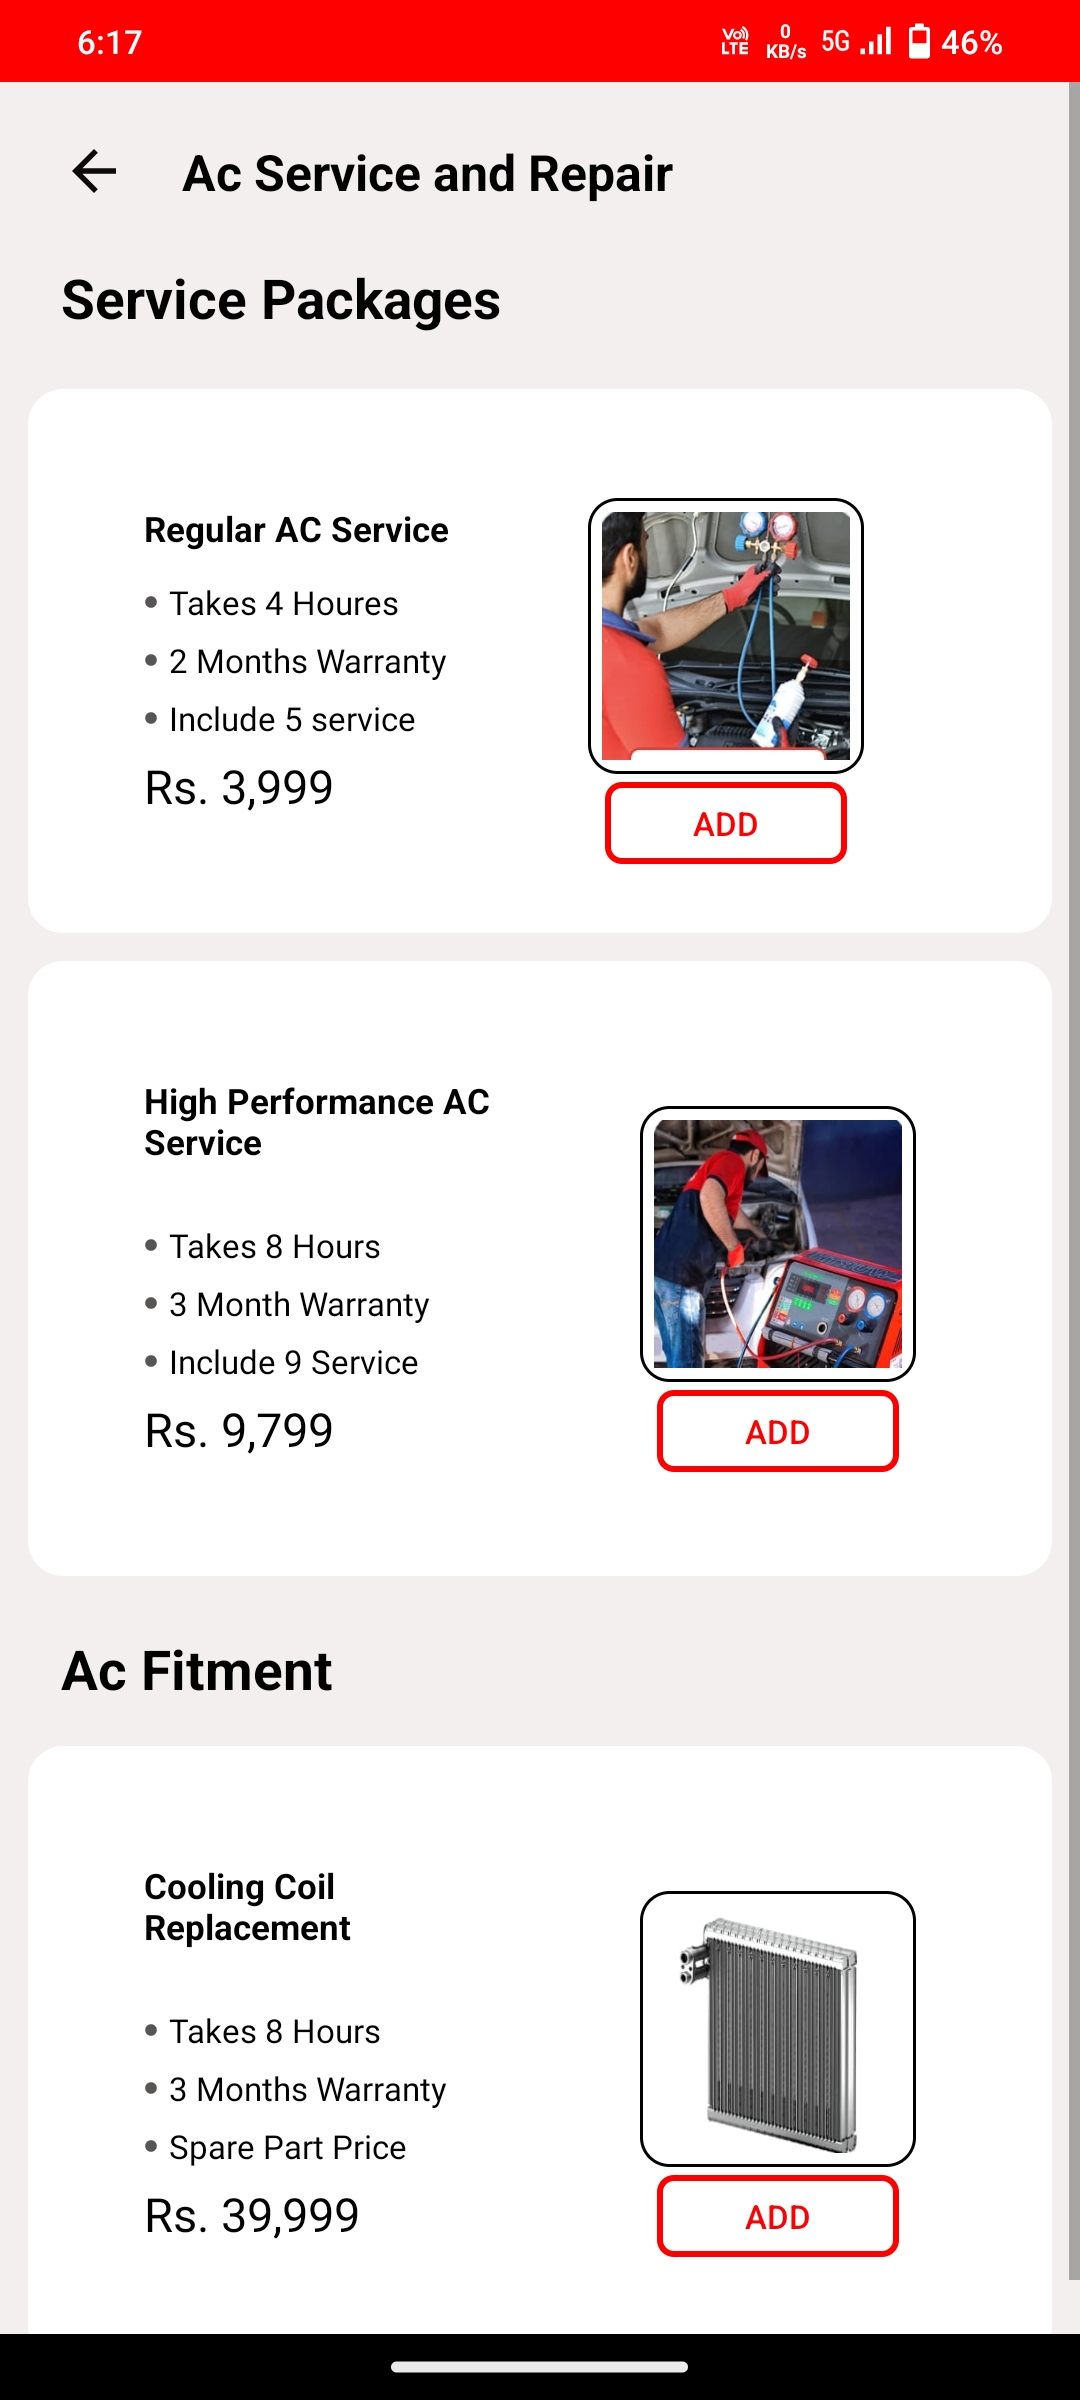 6:17
Vo)) LTE 0 KB/s 5G 46%
Ac Service and Repair
Service Packages
Regular AC Service
Takes 4 Houres
2 Months Warranty
Include 5 service
Rs. 3,999
ADD
High Performance AC
Service
Takes 8 Hours
3 Month Warranty
Include 9 Service
Rs. 9,799
ADD
Ac Fitment
Cooling Coil
Replacement
Takes 8 Hours
3 Months Warranty
Spare Part Price
Rs. 39,999
ADD